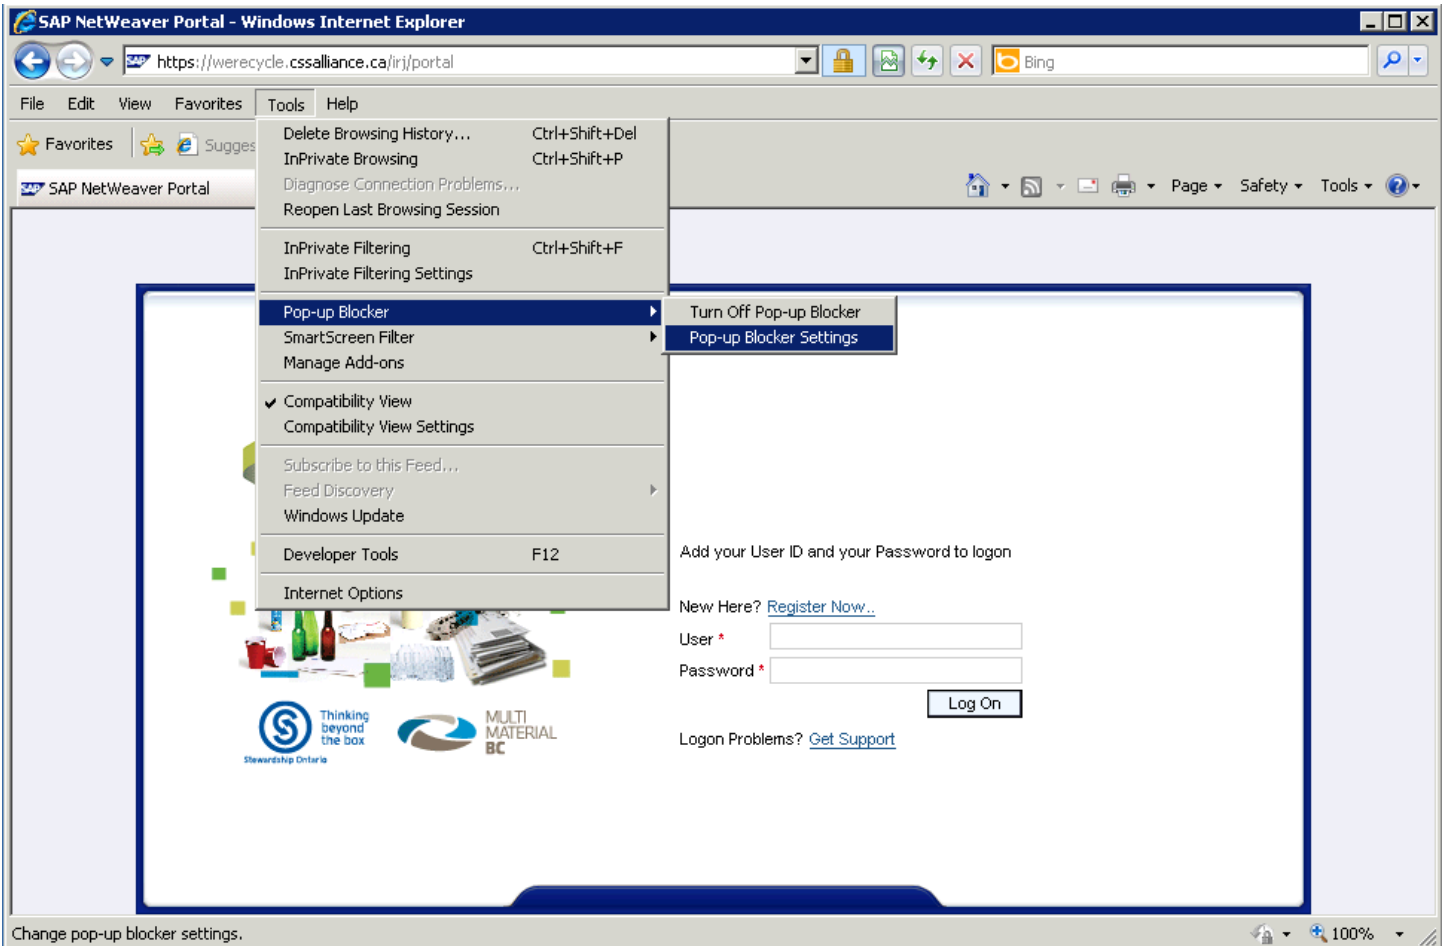 SAP NetWeaver Portal - Windows Internet Explorer
SAP https://werecycle.cssalliance.ca/irj/portal
Bing
File Edit View Favorites Tools Help
Favorites Sugges
SAP SAP NetWeaver Portal
Page Safety Tools
Delete Browsing History... Ctrl+Shift+Del
InPrivate Browsing Ctrl+Shift+P
Diagnose Connection Problems...
Reopen Last Browsing Session
InPrivate Filtering Ctrl+Shift+F
InPrivate Filtering Settings
Pop-up Blocker
SmartScreen Filter
Manage Add-ons
Compatibility View
Compatibility View Settings
Subscribe to this Feed...
Feed Discovery
Windows Update
Developer Tools F12
Internet Options
Turn Off Pop-up Blocker
Pop-up Blocker Settings
Add your User ID and your Password to logon
New Here? Register Now..
User *
Password *
Log On
Logon Problems? Get Support
Thinking
beyond
the box
Stewardship Ontario
MULTI
MATERIAL
BC
Change pop-up blocker settings.
100%